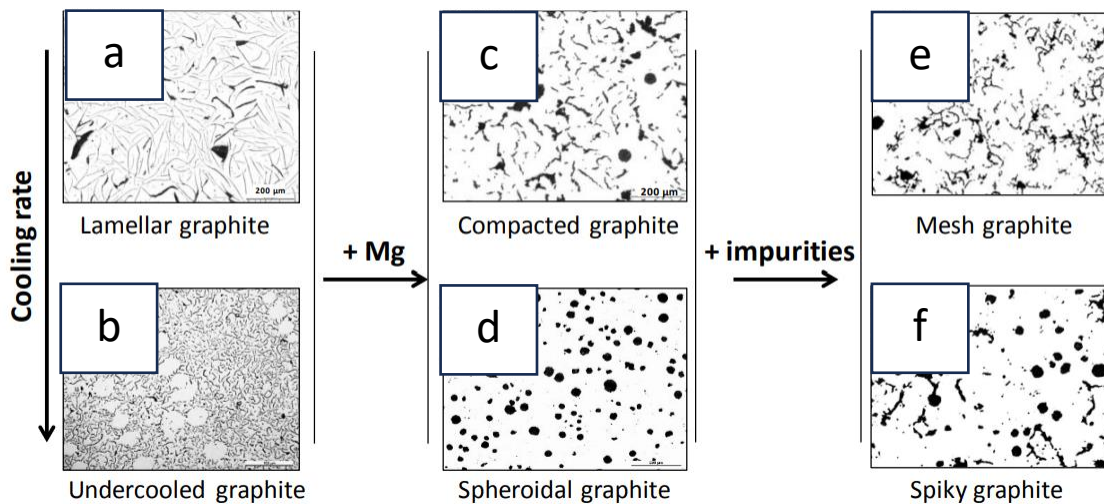 a
200 µm
Lamellar graphite
c
200 µm
Compacted graphite
e
Mesh graphite
Cooling rate
+ Mg
+ impurities
b
Undercooled graphite
d
Spheroidal graphite
f
Spiky graphite